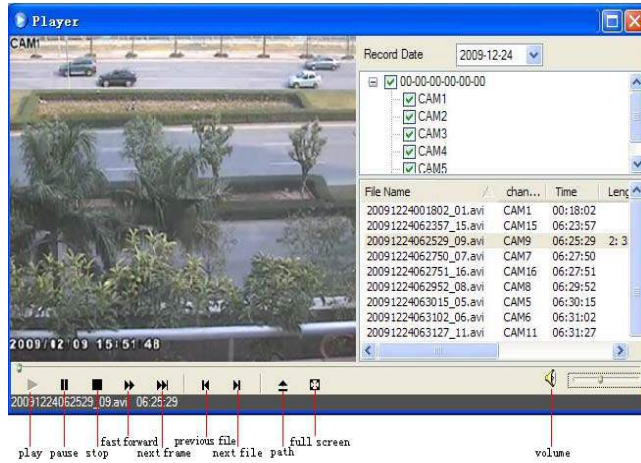 Player
CAM1
Record Date 2009-12-24
00-00-00-00-00-00
CAM1
CAM2
CAM3
CAM4
CAM5
File Name chan... Time Leng
20091224001802_01.avi CAM1 00:18:02
20091224062357_15.avi CAM15 06:23:57
20091224062529_09.avi CAM9 06:25:29 2: 3
20091224062750_07.avi CAM7 06:27:50
20091224062751_16.avi CAM16 06:27:51
20091224062952_08.avi CAM8 06:29:52
20091224063015_05.avi CAM5 06:30:15
20091224063102_06.avi CAM6 06:31:02
20091224063127_11.avi CAM11 06:31:27
2009/02 09 15:51 48
20091224062529_09.avi 06:25:29
play pause stop fast forward next frame previous file next file path full screen volume